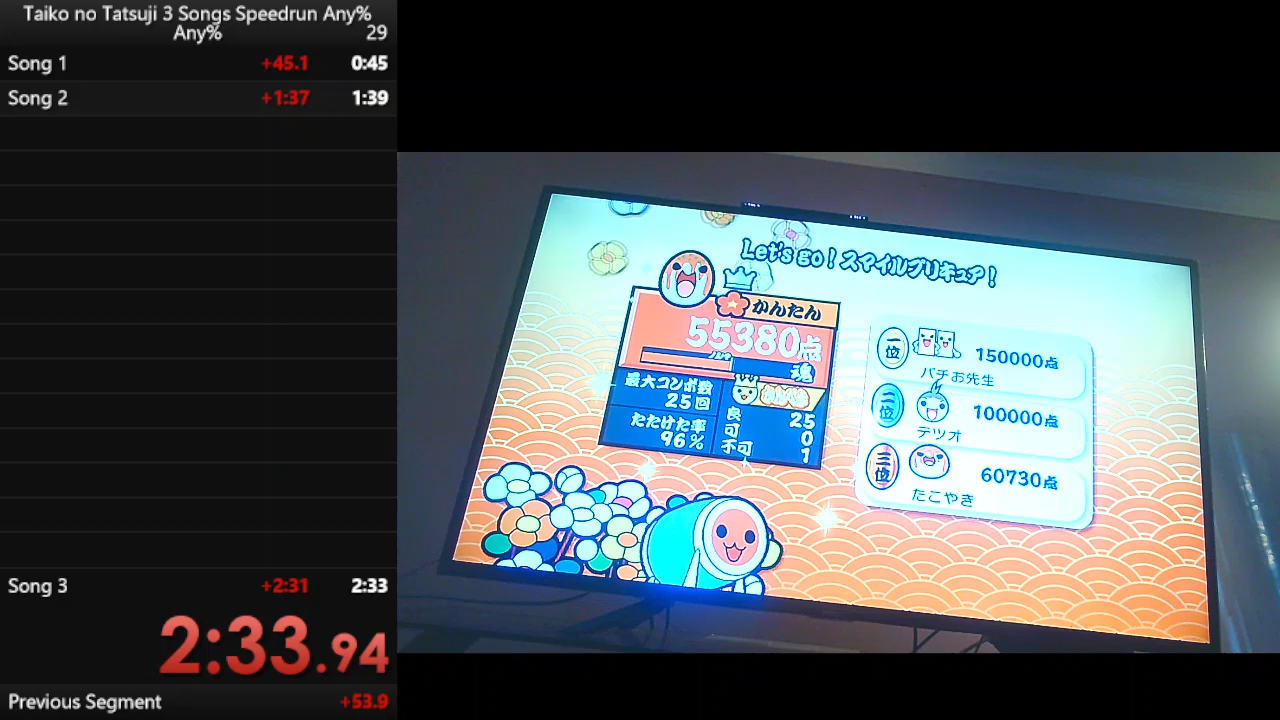 Taiko no Tatsuji 3 Songs Speedrun Any%
Any%
29
Song 1 +45.1 0:45
Song 2 +1:37 1:39
Song 3 +2:31 2:33
2:33.94
Previous Segment +53.9
Let's go!スマイルプリキュア!
かんたん
55380点
ノルマ
魂
最大コンボ数
25回
たたけた率
96%
良 25
可 0
不可 1
一位 150000点
バチお先生
二位 100000点
テツオ
三位 60730点
たこやき